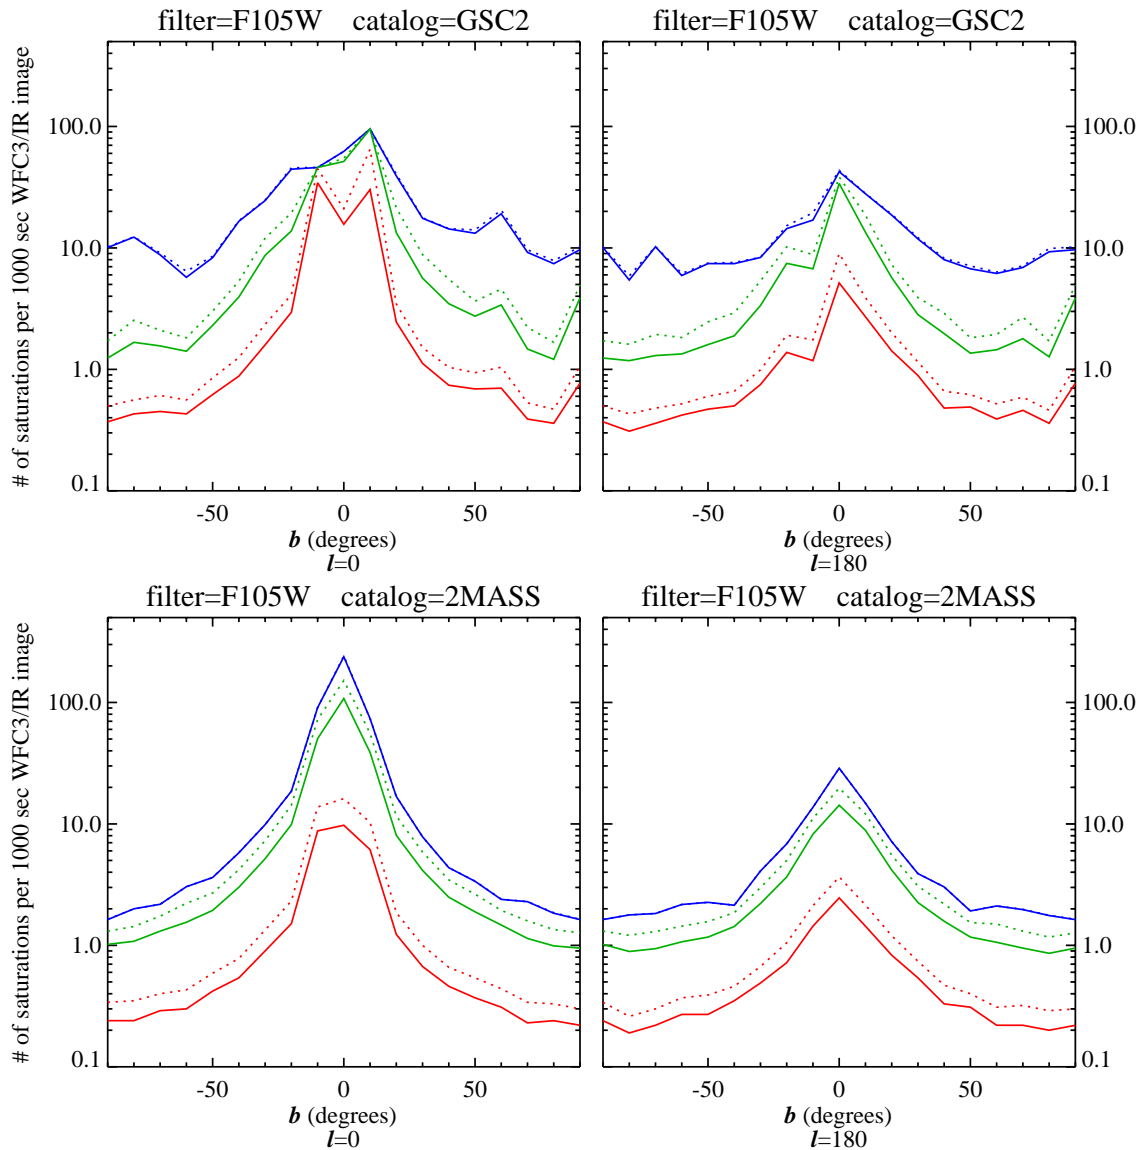 filter=F105W catalog=GSC2
filter=F105W catalog=GSC2
# of saturations per 1000 sec WFC3/IR image
100.0
10.0
1.0
0.1
100.0
10.0
1.0
0.1
-50 0 50
-50 0 50
b (degrees)
l=0
b (degrees)
l=180
filter=F105W catalog=2MASS
filter=F105W catalog=2MASS
# of saturations per 1000 sec WFC3/IR image
100.0
10.0
1.0
0.1
100.0
10.0
1.0
0.1
-50 0 50
-50 0 50
b (degrees)
l=0
b (degrees)
l=180